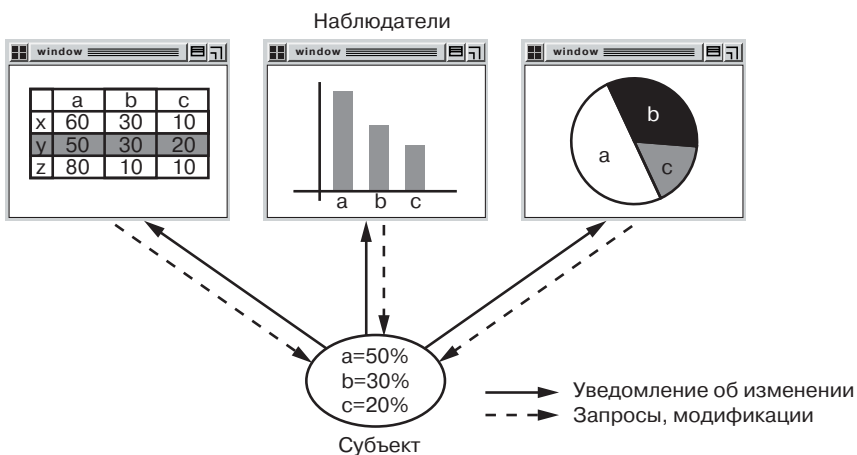 Наблюдатели
window
window
window
a b c
x 60 30 10
y 50 30 20
z 80 10 10
a b c
a
b
c
a=50%
b=30%
c=20%
Субъект
Уведомление об изменении
Запросы, модификации